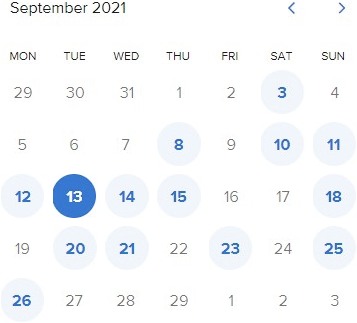 September 2021
MON TUE WED THU FRI SAT SUN
29 30 31 1 2 3 4
5 6 7 8 9 10 11
12 13 14 15 16 17 18
19 20 21 22 23 24 25
26 27 28 29 1 2 3